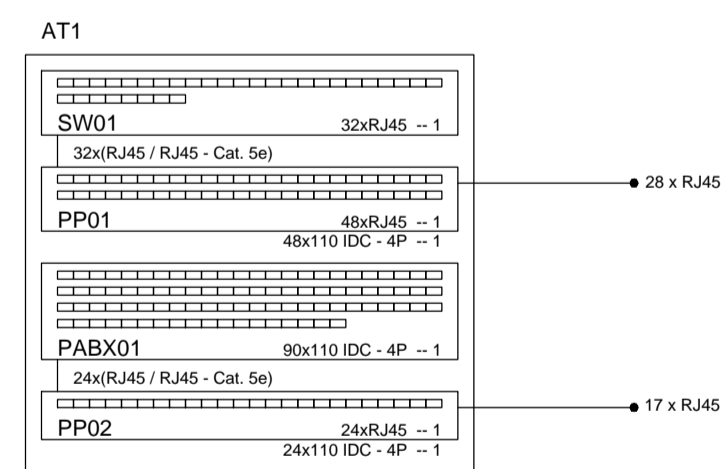 AT1
SW01 32xRJ45 -- 1
32x(RJ45 / RJ45 - Cat. 5e)
28 x RJ45
PP01 48xRJ45 -- 1
48x110 IDC - 4P -- 1
PABX01 90x110 IDC - 4P -- 1
24x(RJ45 / RJ45 - Cat. 5e)
17 x RJ45
PP02 24xRJ45 -- 1
24x110 IDC - 4P -- 1